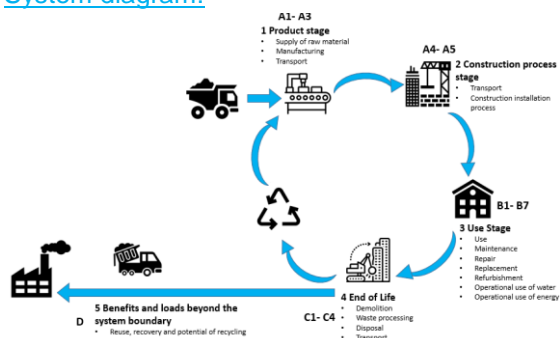 System diagram:
A1- A3
1 Product stage
• Supply of raw material
• Manufacturing
• Transport
A4- A5
2 Construction process
stage
• Transport
• Construction installation
process
B1- B7
3 Use Stage
• Use
• Maintenance
• Repair
• Replacement
• Refurbishment
• Operational use of water
• Operational use of energy
4 End of Life
C1- C4
• Demolition
• Waste processing
• Disposal
• Transport
5 Benefits and loads beyond the
D system boundary
• Reuse, recovery and potential of recycling